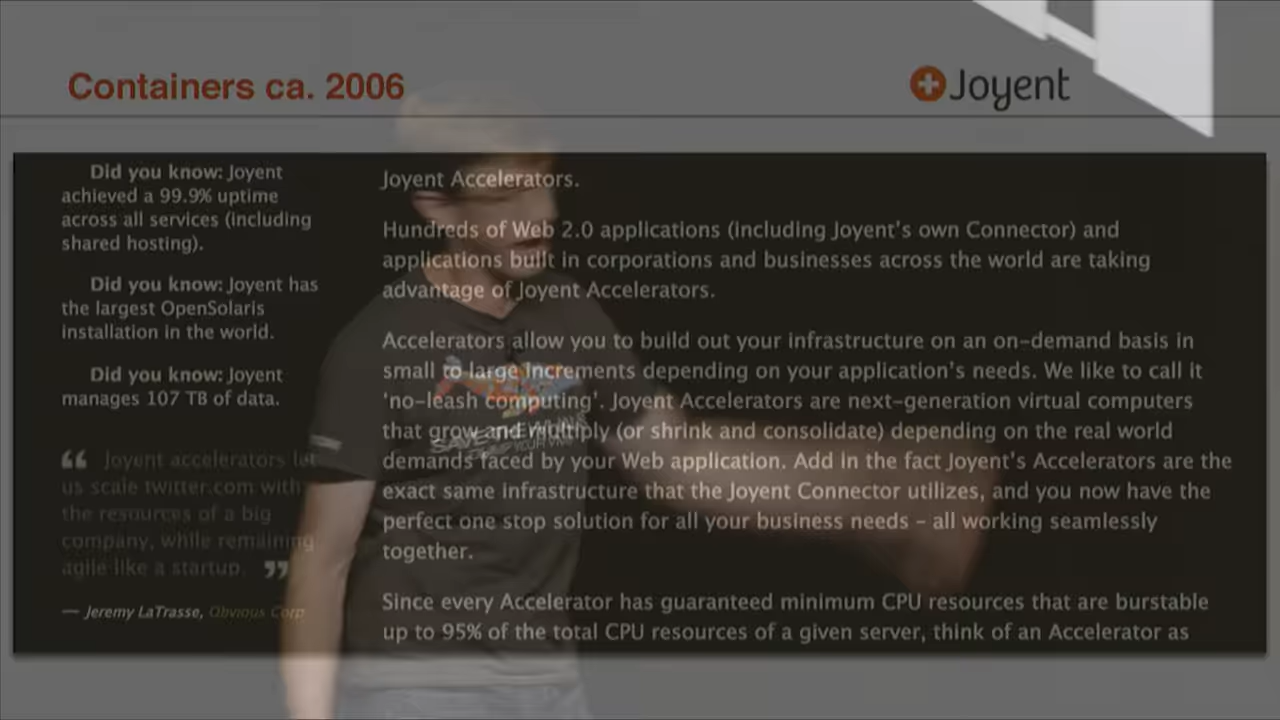 Containers ca. 2006
Joyent
Did you know: Joyent
achieved a 99.9% uptime
across all services (including
shared hosting).
Did you know: Joyent has
the largest OpenSolaris
installation in the world.
Did you know: Joyent
manages 107 TB of data.
“ Joyent accelerators let
us scale twitter.com with
the resources of a big
company, while remaining
agile like a startup. ”
— Jeremy LaTrasse, Obvious Corp
Joyent Accelerators.
Hundreds of Web 2.0 applications (including Joyent's own Connector) and
applications built in corporations and businesses across the world are taking
advantage of Joyent Accelerators.
Accelerators allow you to build out your infrastructure on an on-demand basis in
small to large increments depending on your application's needs. We like to call it
'no-leash computing'. Joyent Accelerators are next-generation virtual computers
that grow and multiply (or shrink and consolidate) depending on the real world
demands faced by your Web application. Add in the fact Joyent's Accelerators are the
exact same infrastructure that the Joyent Connector utilizes, and you now have the
perfect one stop solution for all your business needs – all working seamlessly
together.
Since every Accelerator has guaranteed minimum CPU resources that are burstable
up to 95% of the total CPU resources of a given server, think of an Accelerator as